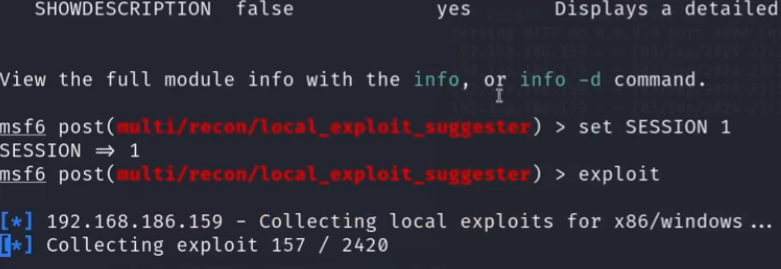 SHOWDESCRIPTION false yes Displays a detailed
View the full module info with the info, or info -d command.
msf6 post(multi/recon/local_exploit_suggester) > set SESSION 1
SESSION ⇒ 1
msf6 post(multi/recon/local_exploit_suggester) > exploit
[*] 192.168.186.159 - Collecting local exploits for x86/windows...
[*] Collecting exploit 157 / 2420